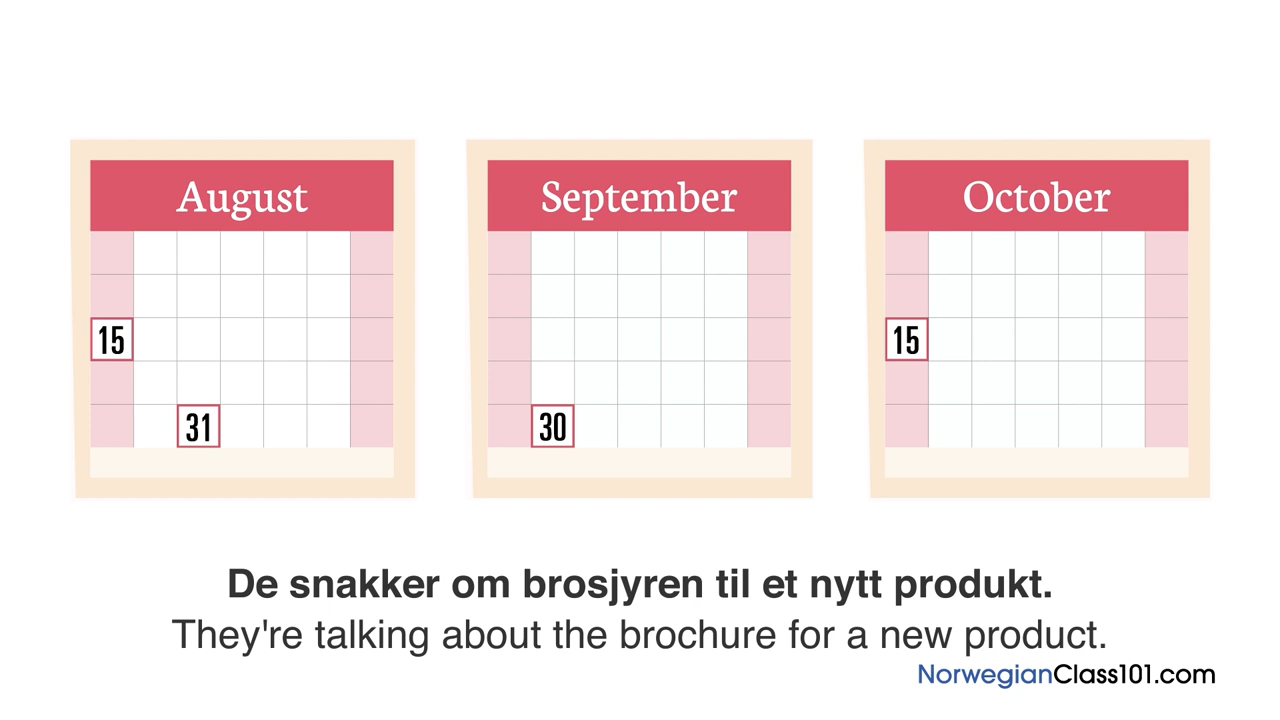 August
September
October
15
15
31
30
De snakker om brosjyren til et nytt produkt.
They're talking about the brochure for a new product.
NorwegianClass101.com